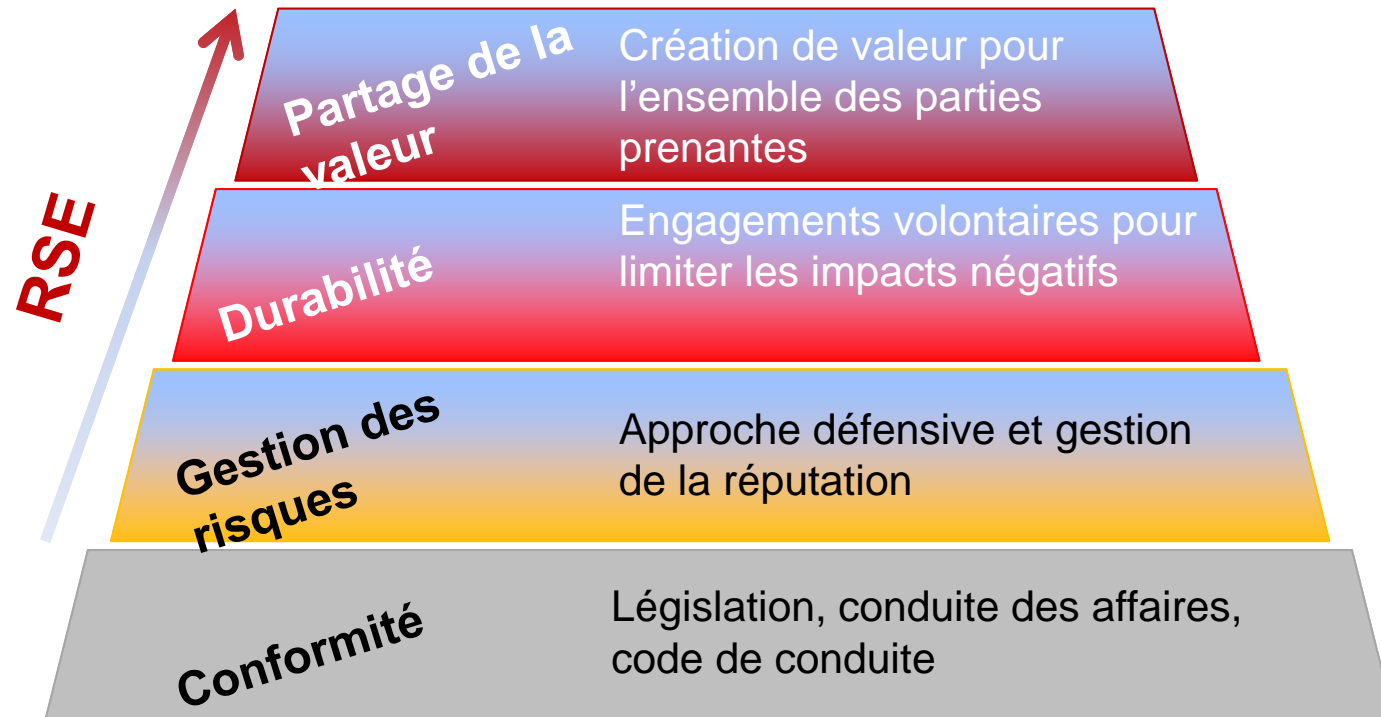 RSE
Partage de la
valeur
Création de valeur pour
l'ensemble des parties
prenantes
Durabilité
Engagements volontaires pour
limiter les impacts négatifs
Gestion des
risques
Approche défensive et gestion
de la réputation
Conformité
Législation, conduite des affaires,
code de conduite